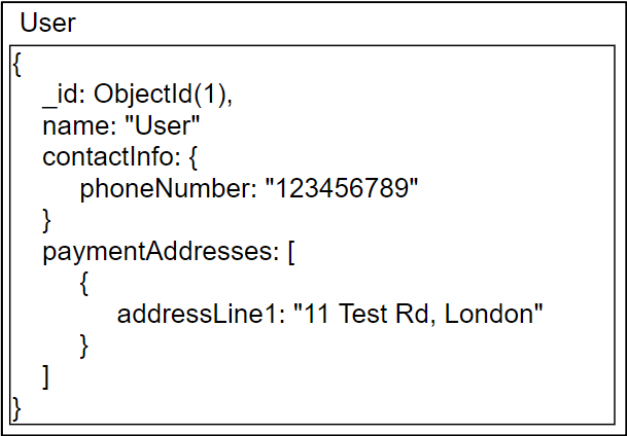 User
{
_id: ObjectId(1),
name: "User"
contactInfo: {
phoneNumber: "123456789"
}
paymentAddresses: [
{
addressLine1: "11 Test Rd, London"
}
]
}